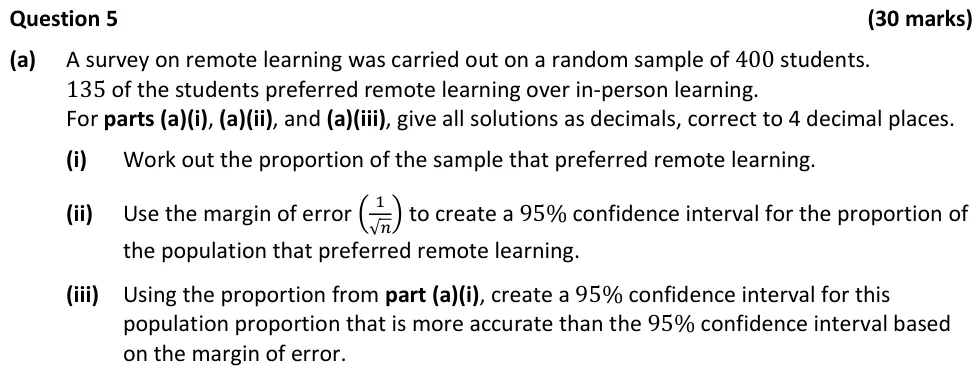 Question 5 (30 marks)
(a) A survey on remote learning was carried out on a random sample of 400 students.
135 of the students preferred remote learning over in-person learning.
For parts (a)(i), (a)(ii), and (a)(iii), give all solutions as decimals, correct to 4 decimal places.
(i) Work out the proportion of the sample that preferred remote learning.
(ii) Use the margin of error (1/√n) to create a 95% confidence interval for the proportion of
the population that preferred remote learning.
(iii) Using the proportion from part (a)(i), create a 95% confidence interval for this
population proportion that is more accurate than the 95% confidence interval based
on the margin of error.